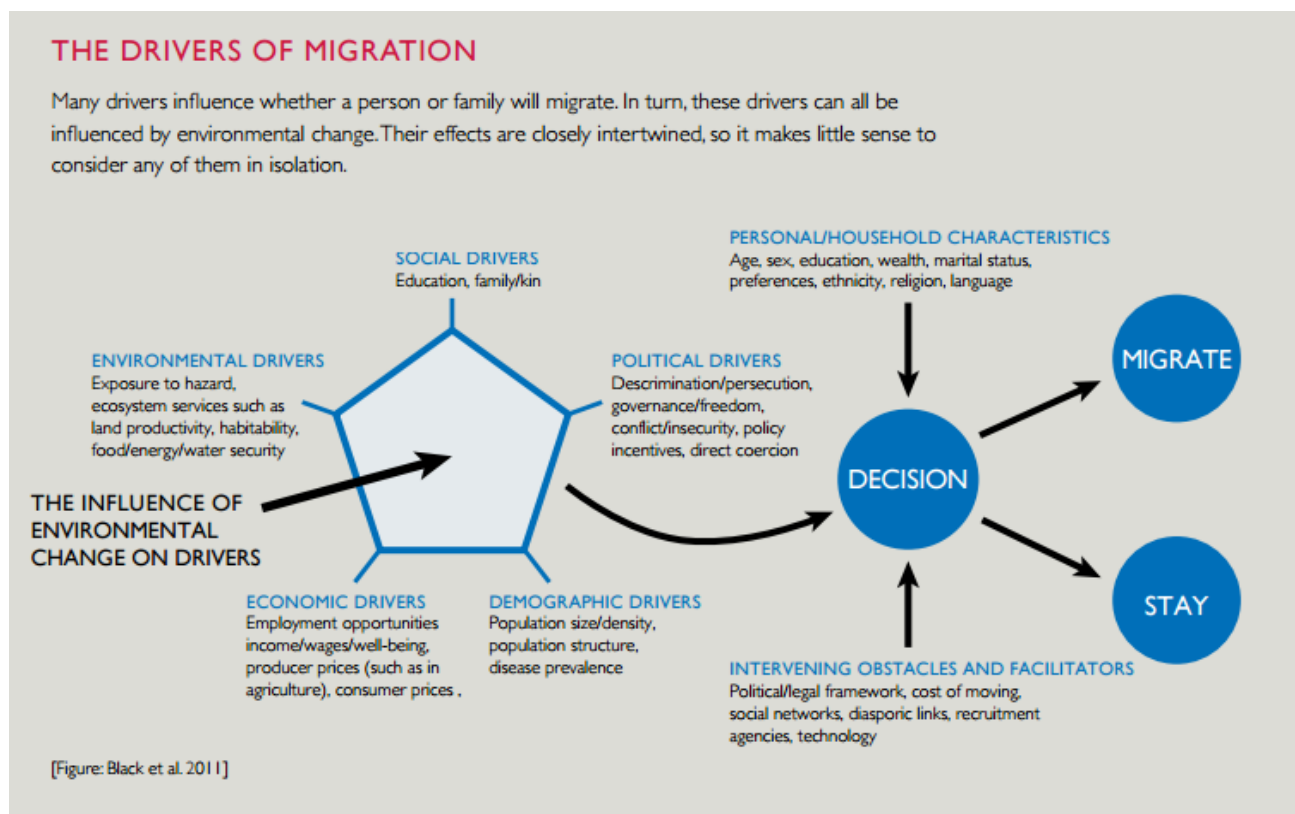 THE DRIVERS OF MIGRATION
Many drivers influence whether a person or family will migrate. In turn, these drivers can all be
influenced by environmental change. Their effects are closely intertwined, so it makes little sense to
consider any of them in isolation.
SOCIAL DRIVERS
Education, family/kin
ENVIRONMENTAL DRIVERS
Exposure to hazard,
ecosystem services such as
land productivity, habitability,
food/energy/water security
POLITICAL DRIVERS
Descrimination/persecution,
governance/freedom,
conflict/insecurity, policy
incentives, direct coercion
THE INFLUENCE OF
ENVIRONMENTAL
CHANGE ON DRIVERS
ECONOMIC DRIVERS
Employment opportunities
income/wages/well-being,
producer prices (such as in
agriculture), consumer prices ,
DEMOGRAPHIC DRIVERS
Population size/density,
population structure,
disease prevalence
PERSONAL/HOUSEHOLD CHARACTERISTICS
Age, sex, education, wealth, marital status,
preferences, ethnicity, religion, language
DECISION
MIGRATE
STAY
INTERVENING OBSTACLES AND FACILITATORS
Political/legal framework, cost of moving,
social networks, diasporic links, recruitment
agencies, technology
[Figure: Black et al. 2011]